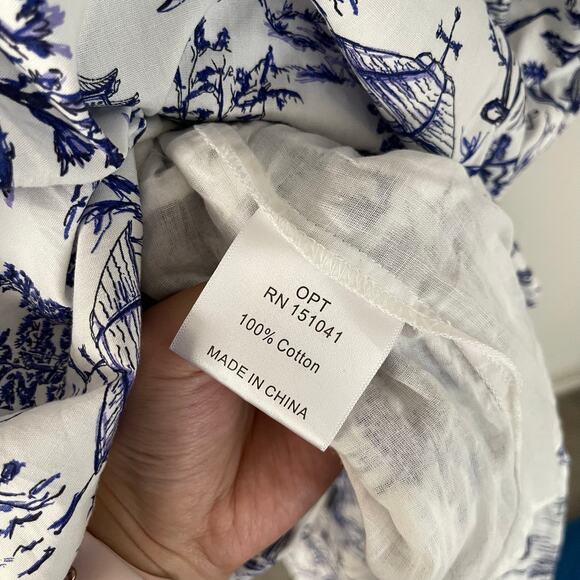 OPT
RN 151041
100% Cotton
MADE IN CHINA